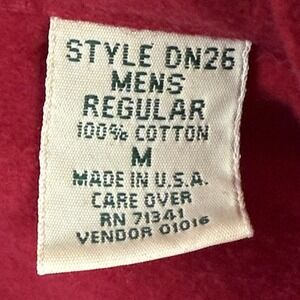 STYLE DN26
MENS
REGULAR
100% COTTON
M
MADE IN U.S.A.
CARE OVER
RN 71341
VENDOR 01016